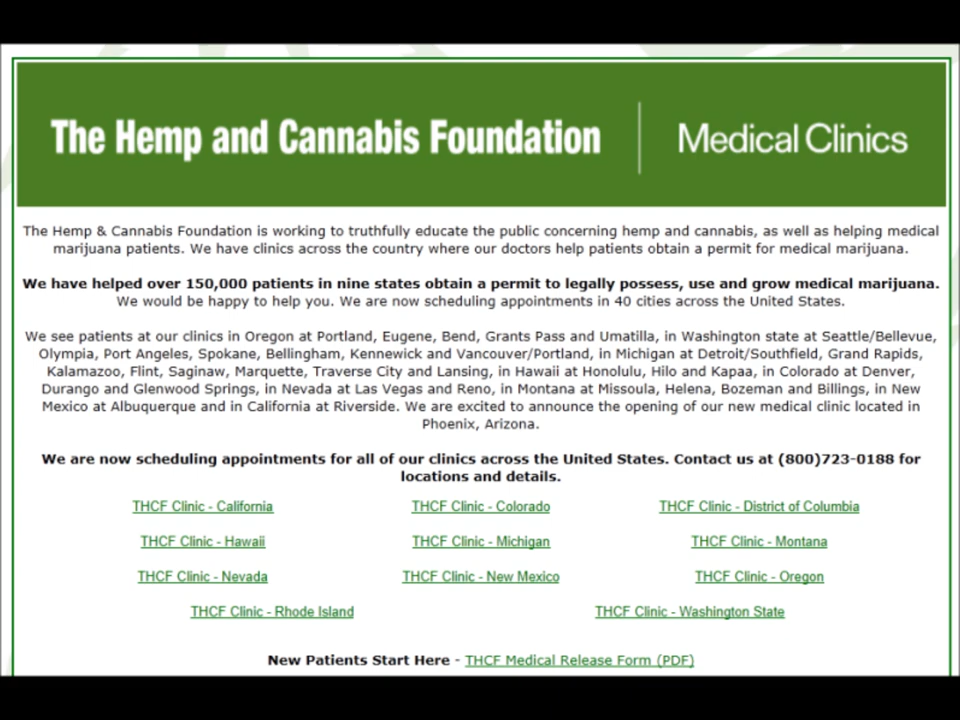 The Hemp and Cannabis Foundation | Medical Clinics
The Hemp & Cannabis Foundation is working to truthfully educate the public concerning hemp and cannabis, as well as helping medical
marijuana patients. We have clinics across the country where our doctors help patients obtain a permit for medical marijuana.
We have helped over 150,000 patients in nine states obtain a permit to legally possess, use and grow medical marijuana.
We would be happy to help you. We are now scheduling appointments in 40 cities across the United States.
We see patients at our clinics in Oregon at Portland, Eugene, Bend, Grants Pass and Umatilla, in Washington state at Seattle/Bellevue,
Olympia, Port Angeles, Spokane, Bellingham, Kennewick and Vancouver/Portland, in Michigan at Detroit/Southfield, Grand Rapids,
Kalamazoo, Flint, Saginaw, Marquette, Traverse City and Lansing, in Hawaii at Honolulu, Hilo and Kapaa, in Colorado at Denver,
Durango and Glenwood Springs, in Nevada at Las Vegas and Reno, in Montana at Missoula, Helena, Bozeman and Billings, in New
Mexico at Albuquerque and in California at Riverside. We are excited to announce the opening of our new medical clinic located in
Phoenix, Arizona.
We are now scheduling appointments for all of our clinics across the United States. Contact us at (800)723-0188 for
locations and details.
THCF Clinic - California THCF Clinic - Colorado THCF Clinic - District of Columbia
THCF Clinic - Hawaii THCF Clinic - Michigan THCF Clinic - Montana
THCF Clinic - Nevada THCF Clinic - New Mexico THCF Clinic - Oregon
THCF Clinic - Rhode Island THCF Clinic - Washington State
New Patients Start Here - THCF Medical Release Form (PDF)